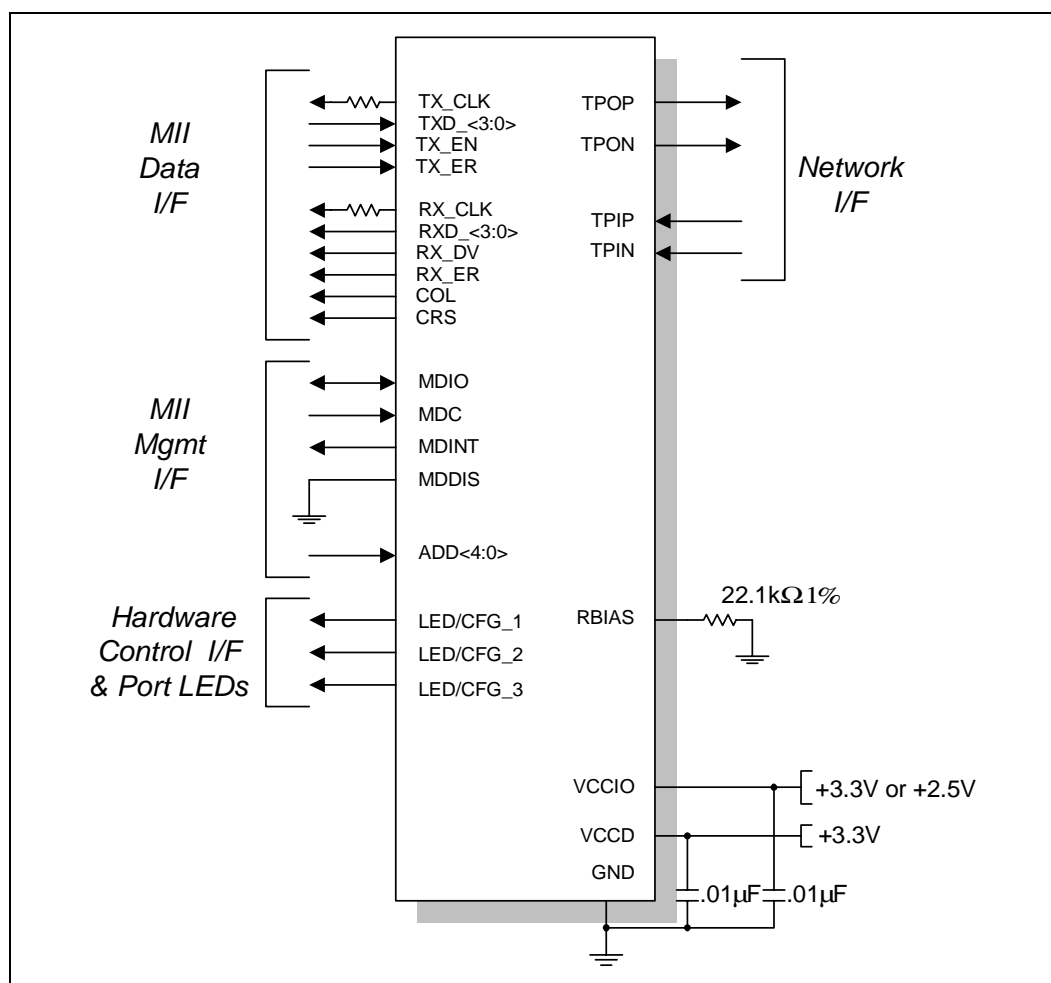 MII
Data
I/F
TX_CLK
TXD_<3:0>
TX_EN
TX_ER
RX_CLK
RXD_<3:0>
RX_DV
RX_ER
COL
CRS
MII
Mgmt
I/F
MDIO
MDC
MDINT
MDDIS
ADD<4:0>
Hardware
Control I/F
& Port LEDs
LED/CFG_1
LED/CFG_2
LED/CFG_3
TPOP
TPON
TPIP
TPIN
Network
I/F
RBIAS
22.1kΩ 1%
VCCIO
+3.3V or +2.5V
VCCD
+3.3V
GND
.01μF
.01μF